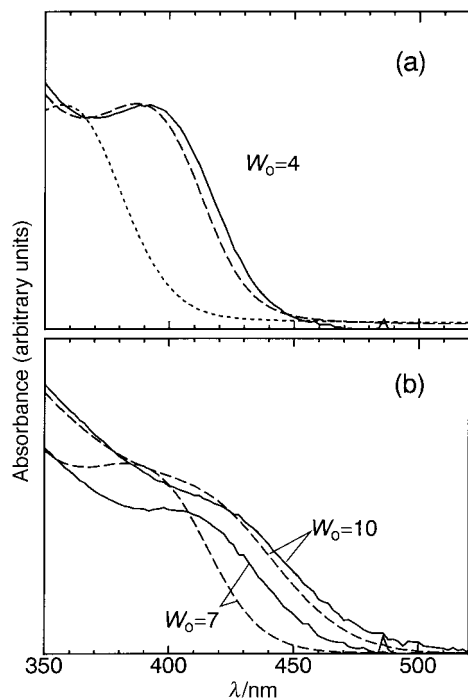 (a)
W₀=4
Absorbance (arbitrary units)
(b)
W₀=10
W₀=7
350 400 450 500
λ/nm